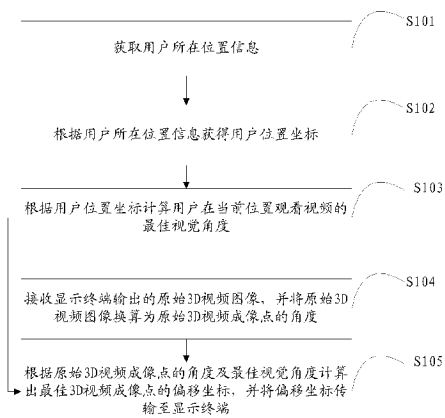 S101
获取用户所在位置信息
S102
根据用户所在位置信息获得用户位置坐标
S103
根据用户位置坐标计算用户在当前位置观看视频的
最佳视觉角度
S104
接收显示终端输出的原始3D视频图像，并将原始3D
视频图像换算为原始3D视频成像点的角度
S105
根据原始3D视频成像点的角度及最佳视觉角度计算
出最佳3D视频成像点的偏移坐标，并将偏移坐标传
输至显示终端